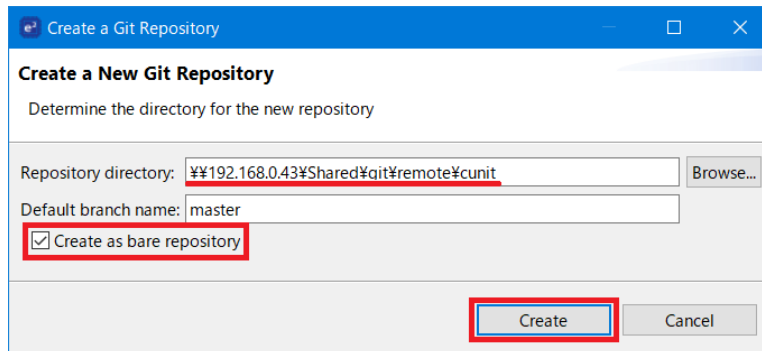 e² Create a Git Repository
Create a New Git Repository
Determine the directory for the new repository
Repository directory: ¥¥192.168.0.43¥Shared¥git¥remote¥cunit Browse...
Default branch name: master
Create as bare repository
Create Cancel